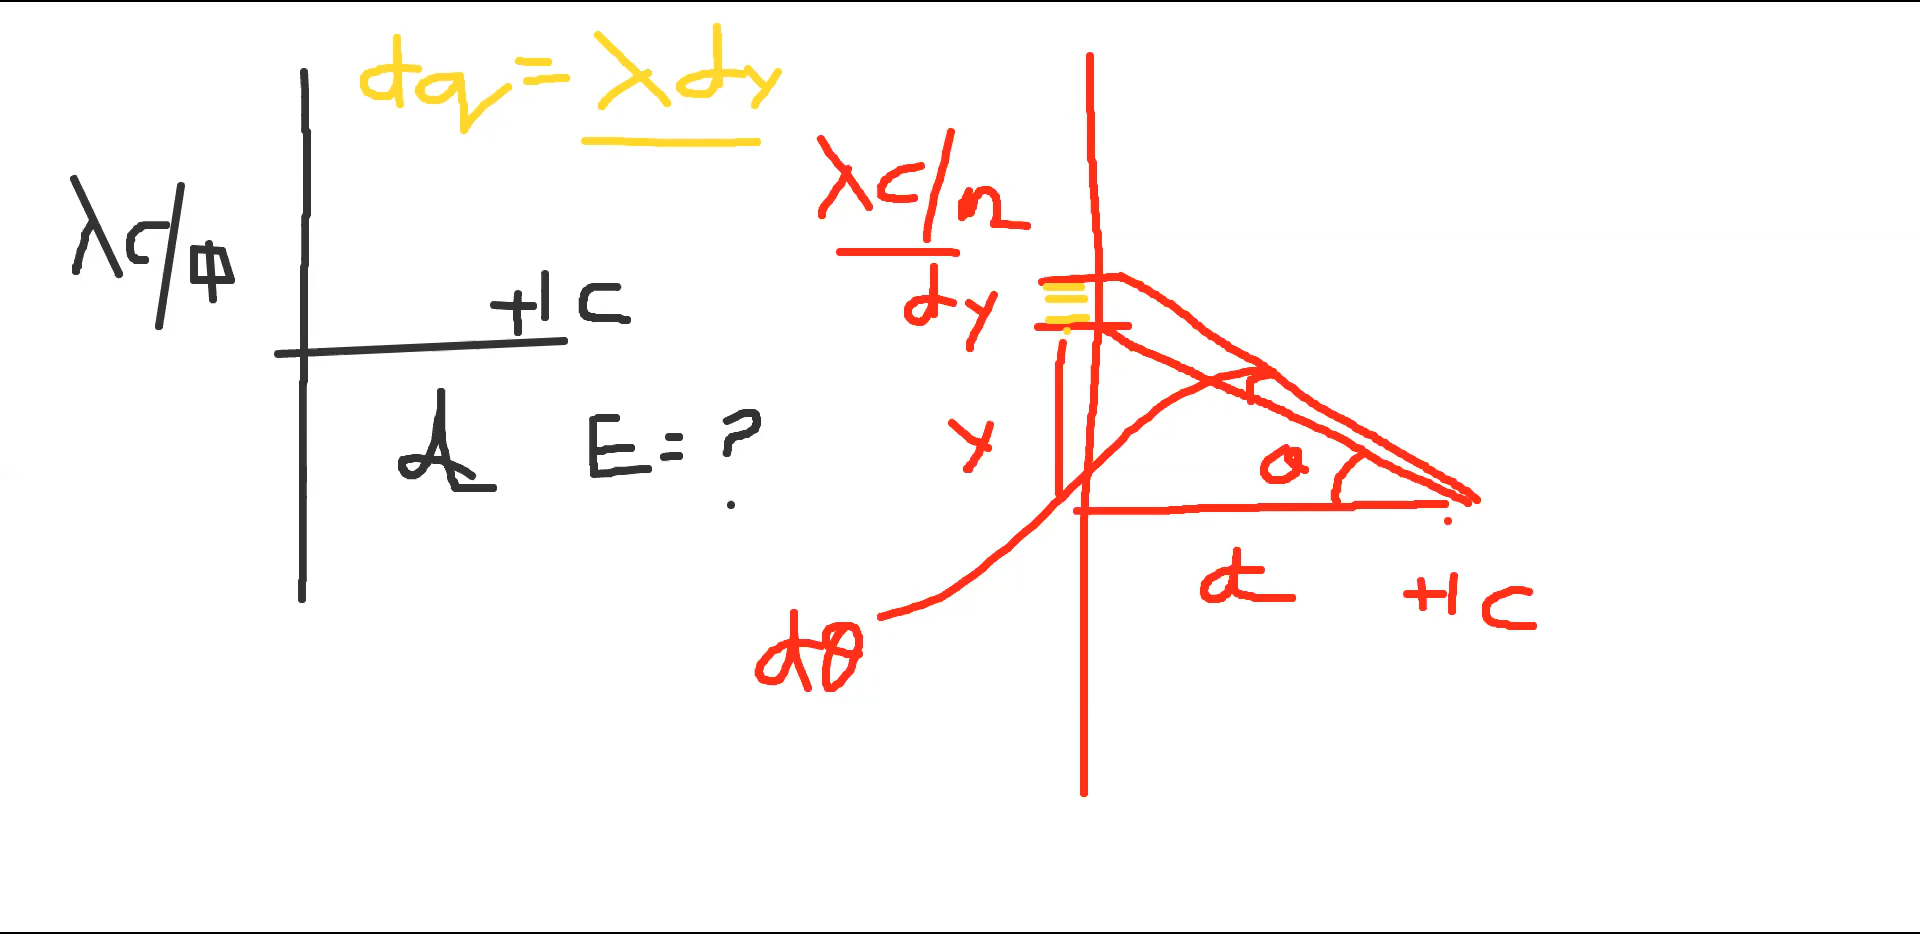 dq = λdy
λC/m
+1C
d
E = ?
λC/m
dy
y
θ
d
+1C
dθ